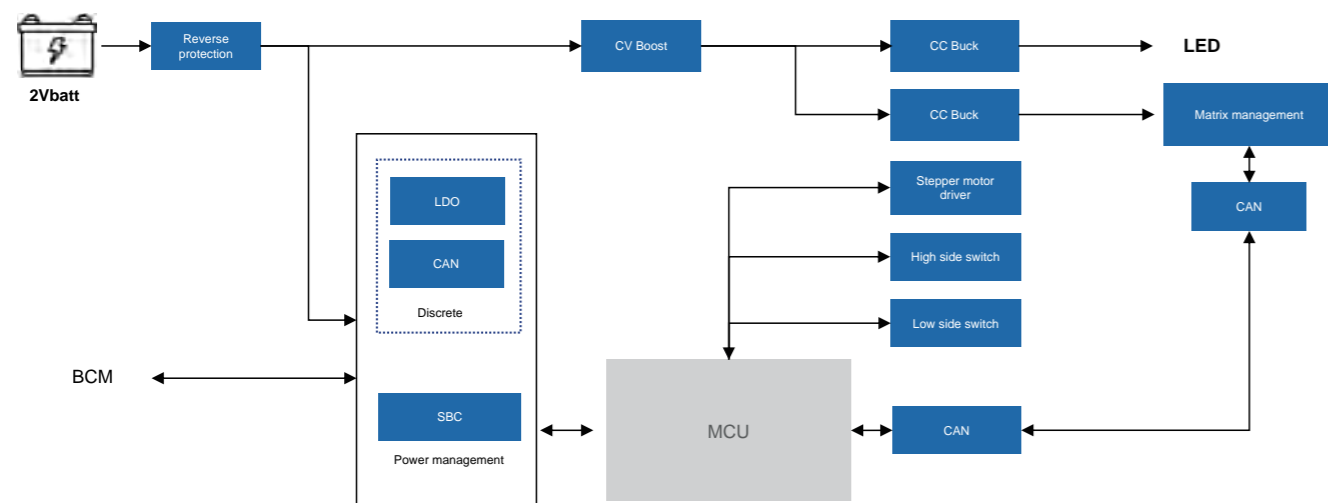 Reverse
protection
CV Boost
CC Buck
LED
2Vbatt
CC Buck
Matrix management
LDO
Stepper motor
driver
CAN
CAN
High side switch
Discrete
Low side switch
BCM
SBC
MCU
CAN
Power management